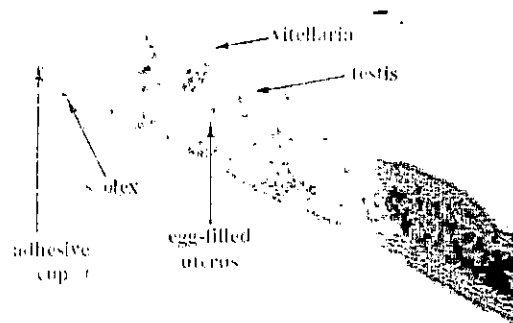 vitellaria
testis
scolex
egg-filled
uterus
adhesive
cup